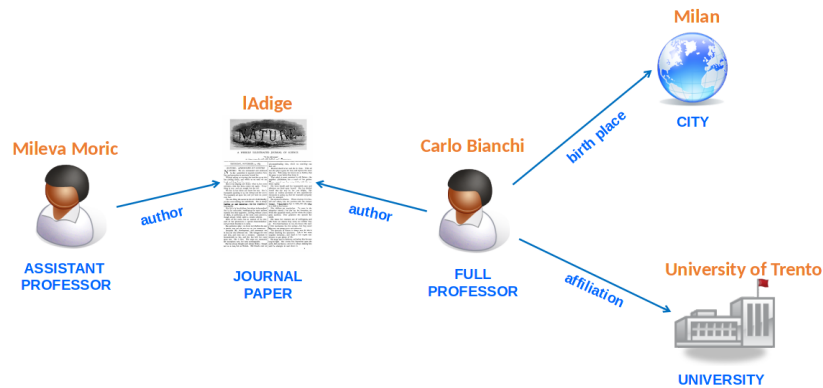 Milan
CITY
birth place
lAdige
NATURE
Mileva Moric
author
ASSISTANT
PROFESSOR
JOURNAL
PAPER
author
Carlo Bianchi
FULL
PROFESSOR
affiliation
University of Trento
UNIVERSITY